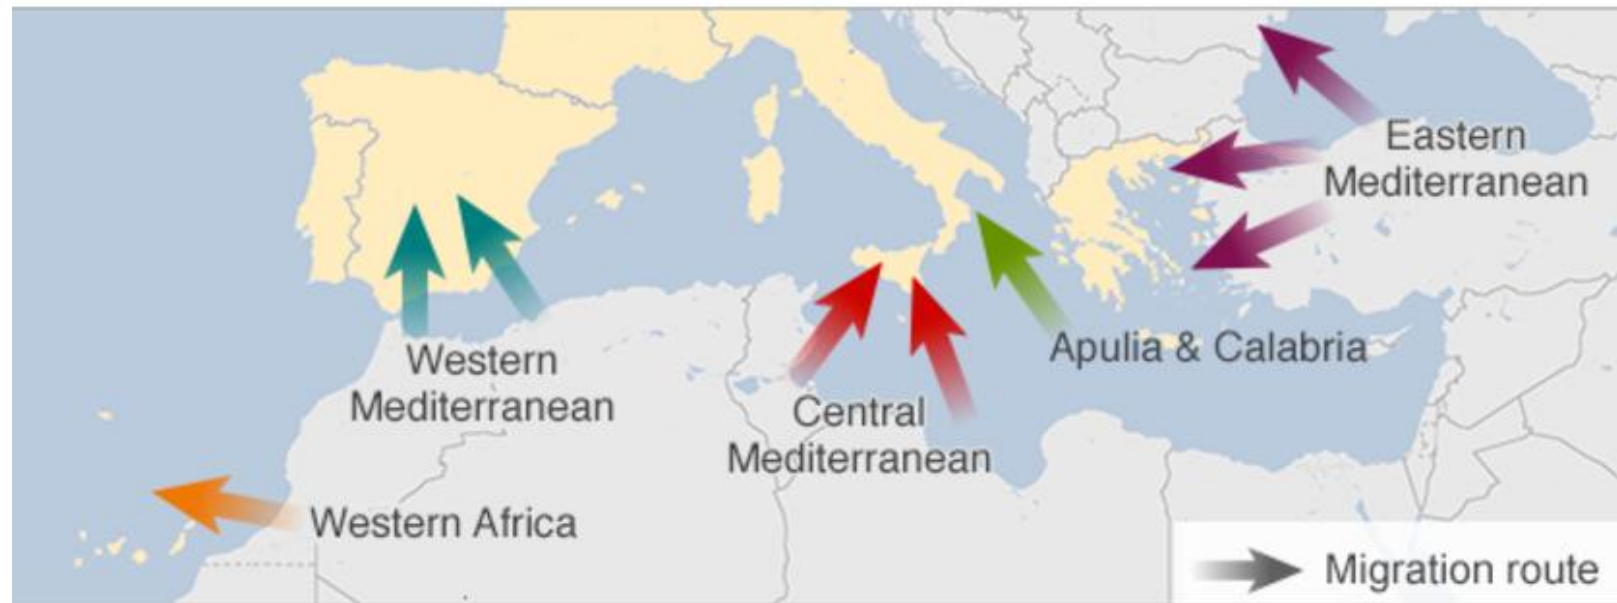 Eastern
Mediterranean
Western
Mediterranean
Apulia & Calabria
Central
Mediterranean
Western Africa
Migration route